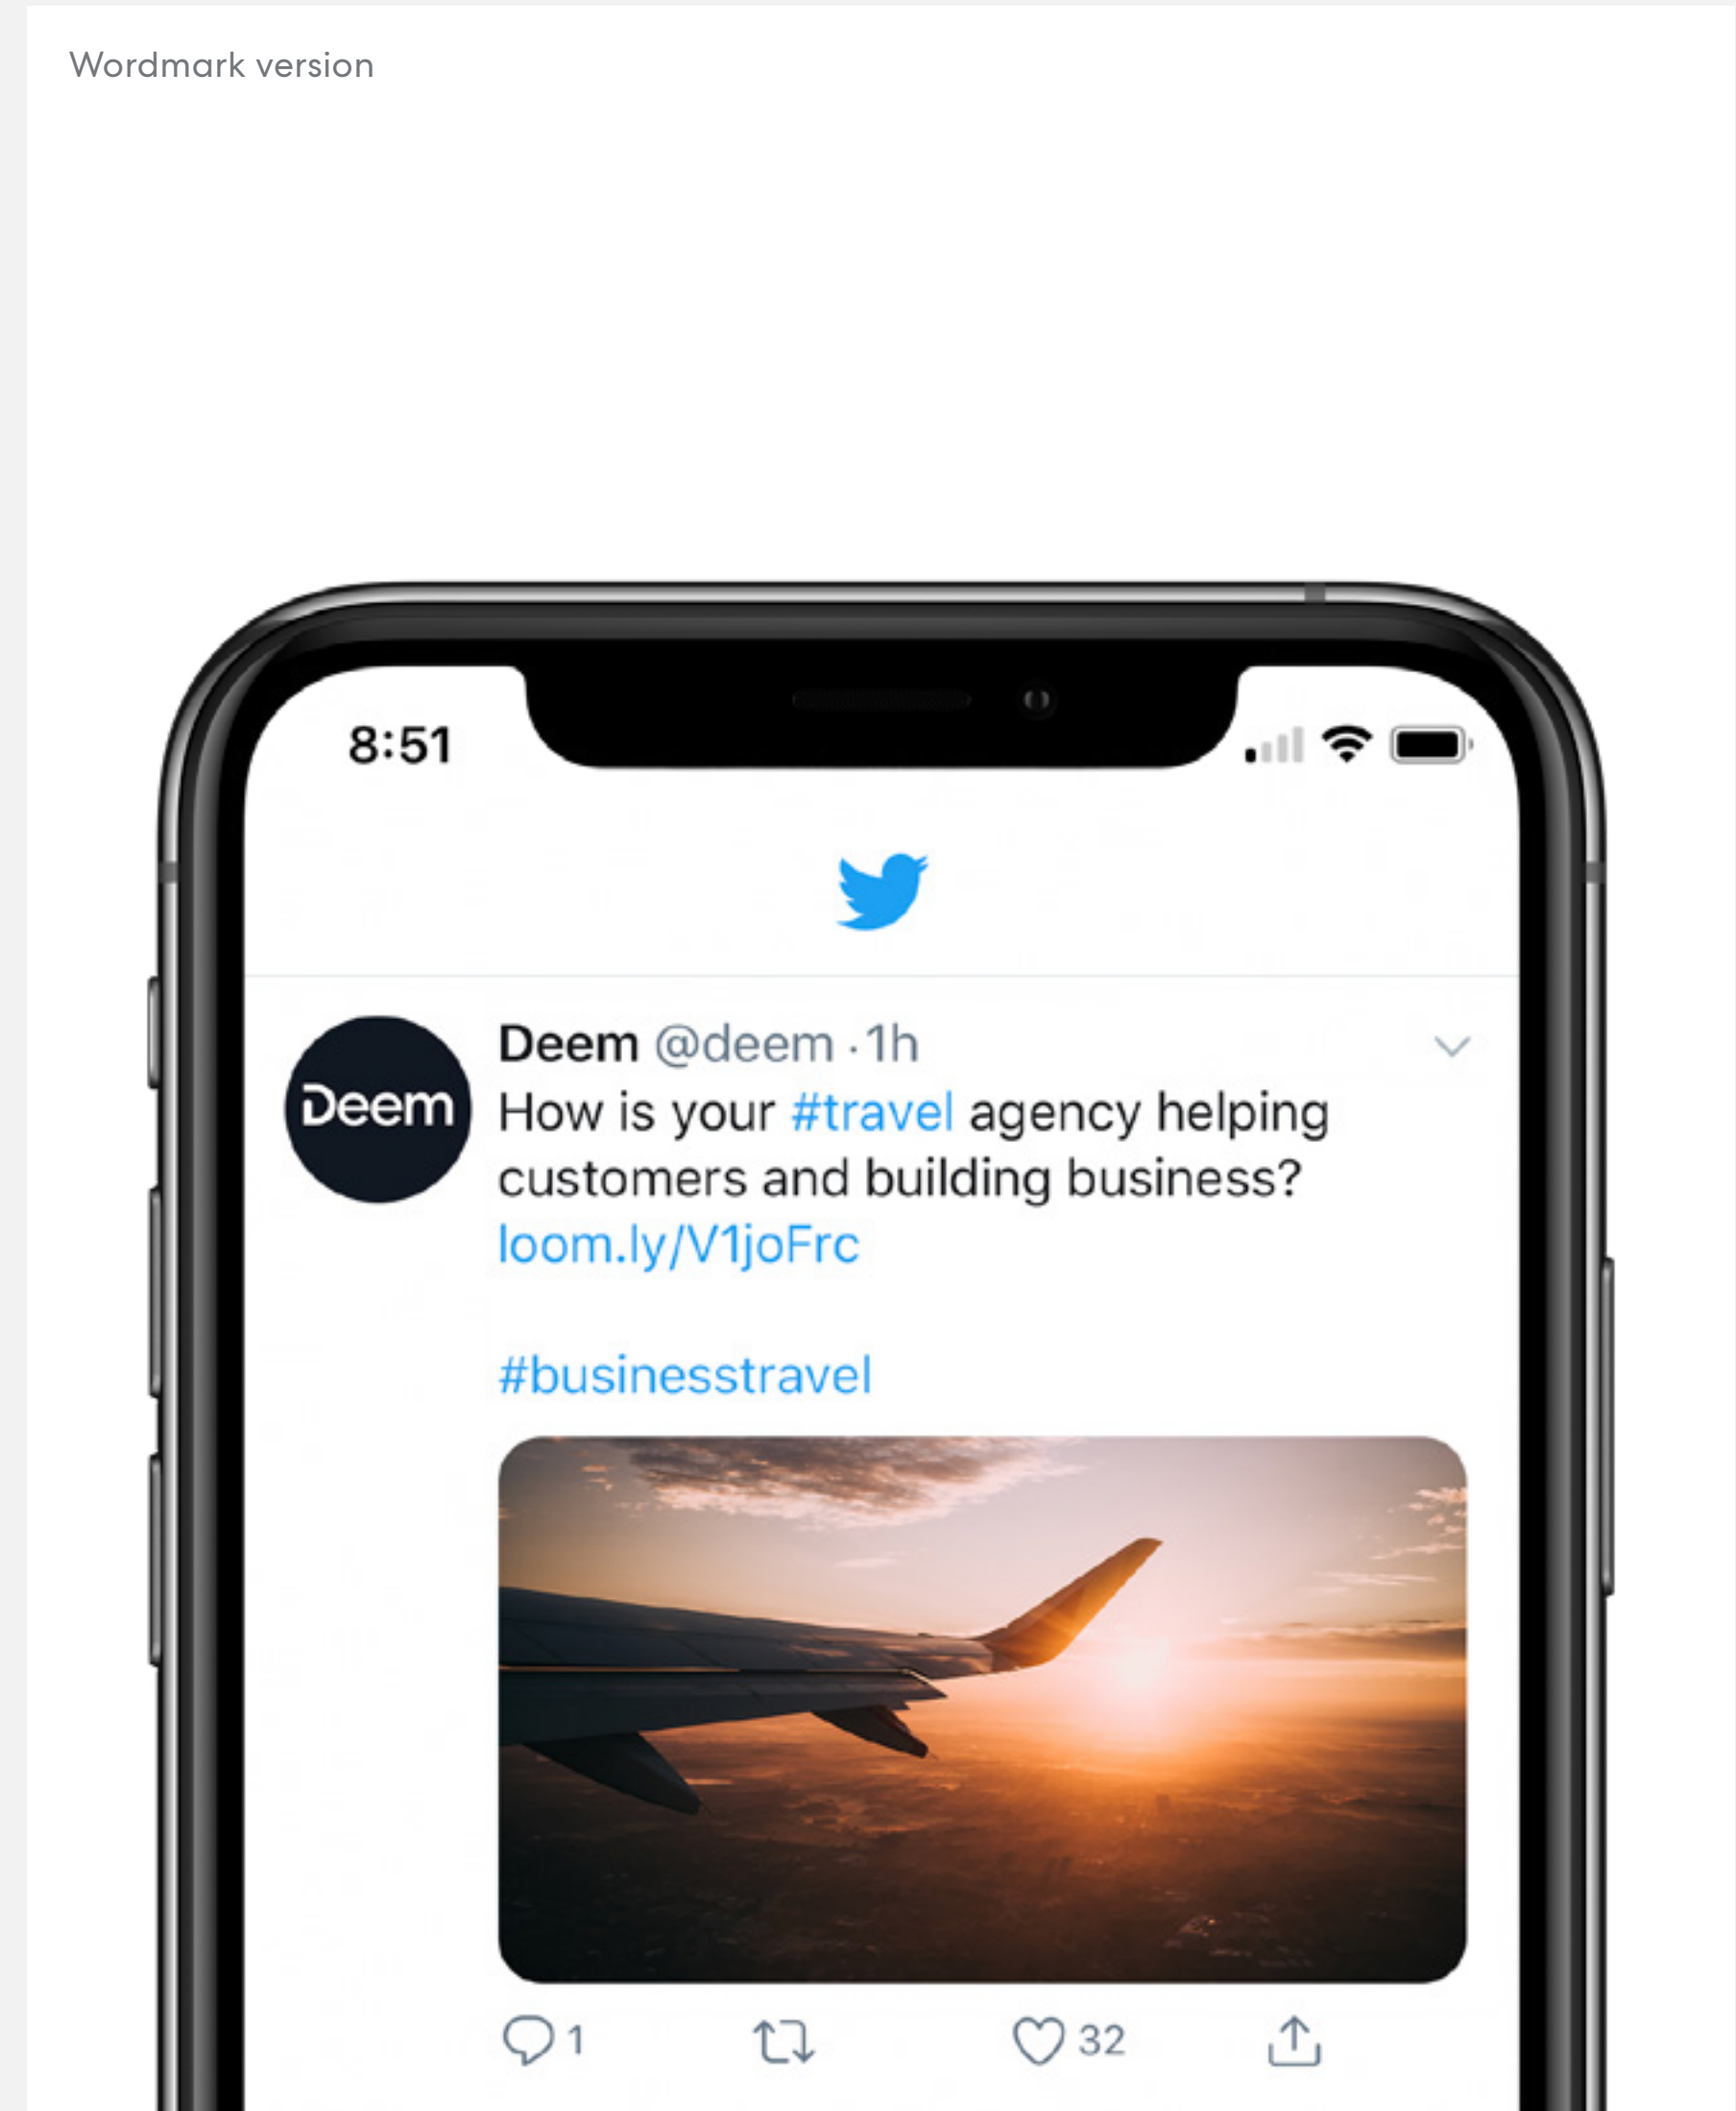 Wordmark version
8:51
Deem @deem · 1h
Deem
How is your #travel agency helping
customers and building business?
loom.ly/V1joFrc
#businesstravel
1
32